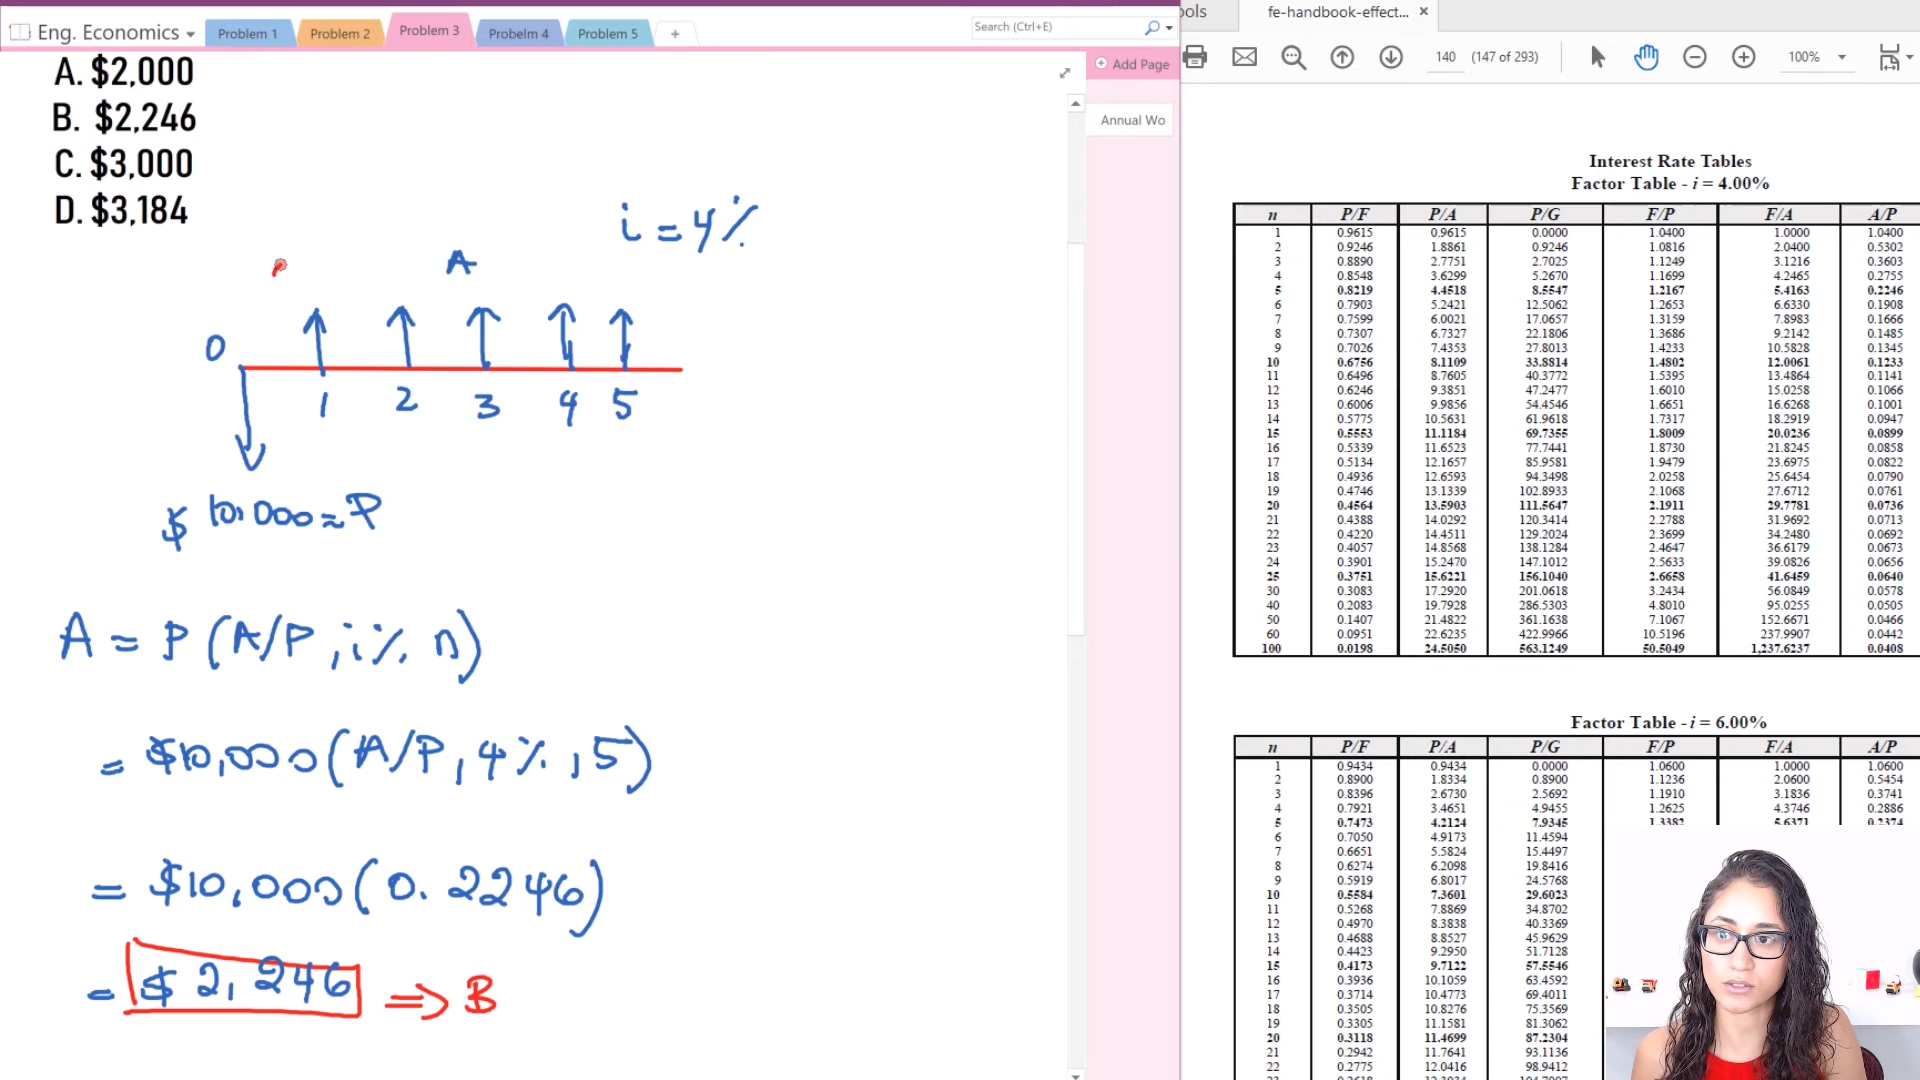 Eng. Economics
Problem 1
Problem 2
Problem 3
Probelm 4
Problem 5
+
Search (Ctrl+E)
Add Page
Annual Wo
A. $2,000
B. $2,246
C. $3,000
D. $3,184
i = 4%
A
0
1 2 3 4 5
$ 10,000 = P
A = P (A/P, i% n)
= $10,000 (A/P, 4%, 5)
= $10,000 (0.2246)
= $ 2,246 => B
ools
fe-handbook-effect... ×
140 (147 of 293)
100%
Interest Rate Tables
Factor Table - i = 4.00%
n P/F P/A P/G F/P F/A A/P
1 0.9615 0.9615 0.0000 1.0400 1.0000 1.0400
2 0.9246 1.8861 0.9246 1.0816 2.0400 0.5302
3 0.8890 2.7751 2.7025 1.1249 3.1216 0.3603
4 0.8548 3.6299 5.2670 1.1699 4.2465 0.2755
5 0.8219 4.4518 8.5547 1.2167 5.4163 0.2246
6 0.7903 5.2421 12.5062 1.2653 6.6330 0.1908
7 0.7599 6.0021 17.0657 1.3159 7.8983 0.1666
8 0.7307 6.7327 22.1806 1.3686 9.2142 0.1485
9 0.7026 7.4353 27.8013 1.4233 10.5828 0.1345
10 0.6756 8.1109 33.8814 1.4802 12.0061 0.1233
11 0.6496 8.7605 40.3772 1.5395 13.4864 0.1141
12 0.6246 9.3851 47.2477 1.6010 15.0258 0.1066
13 0.6006 9.9856 54.4546 1.6651 16.6268 0.1001
14 0.5775 10.5631 61.9618 1.7317 18.2919 0.0947
15 0.5553 11.1184 69.7355 1.8009 20.0236 0.0899
16 0.5339 11.6523 77.7441 1.8730 21.8245 0.0858
17 0.5134 12.1657 85.9581 1.9479 23.6975 0.0822
18 0.4936 12.6593 94.3498 2.0258 25.6454 0.0790
19 0.4746 13.1339 102.8933 2.1068 27.6712 0.0761
20 0.4564 13.5903 111.5647 2.1911 29.7781 0.0736
21 0.4388 14.0292 120.3414 2.2788 31.9692 0.0713
22 0.4220 14.4511 129.2024 2.3699 34.2480 0.0692
23 0.4057 14.8568 138.1284 2.4647 36.6179 0.0673
24 0.3901 15.2470 147.1012 2.5633 39.0826 0.0656
25 0.3751 15.6221 156.1040 2.6658 41.6459 0.0640
30 0.3083 17.2920 201.0618 3.2434 56.0849 0.0578
40 0.2083 19.7928 286.5303 4.8010 95.0255 0.0505
50 0.1407 21.4822 361.1638 7.1067 152.6671 0.0466
60 0.0951 22.6235 422.9966 10.5196 237.9907 0.0442
100 0.0198 24.5050 563.1249 50.5049 1,237.6237 0.0408
Factor Table - i = 6.00%
n P/F P/A P/G F/P F/A A/P
1 0.9434 0.9434 0.0000 1.0600 1.0000 1.0600
2 0.8900 1.8334 0.8900 1.1236 2.0600 0.5454
3 0.8396 2.6730 2.5692 1.1910 3.1836 0.3741
4 0.7921 3.4651 4.9455 1.2625 4.3746 0.2886
5 0.7473 4.2124 7.9345 1.3382 5.6371 0.2374
6 0.7050 4.9173 11.4594
7 0.6651 5.5824 15.4497
8 0.6274 6.2098 19.8416
9 0.5919 6.8017 24.5768
10 0.5584 7.3601 29.6023
11 0.5268 7.8869 34.8702
12 0.4970 8.3838 40.3369
13 0.4688 8.8527 45.9629
14 0.4423 9.2950 51.7128
15 0.4173 9.7122 57.5546
16 0.3936 10.1059 63.4592
17 0.3714 10.4773 69.4011
18 0.3505 10.8276 75.3569
19 0.3305 11.1581 81.3062
20 0.3118 11.4699 87.2304
21 0.2942 11.7641 93.1136
22 0.2775 12.0416 98.9412